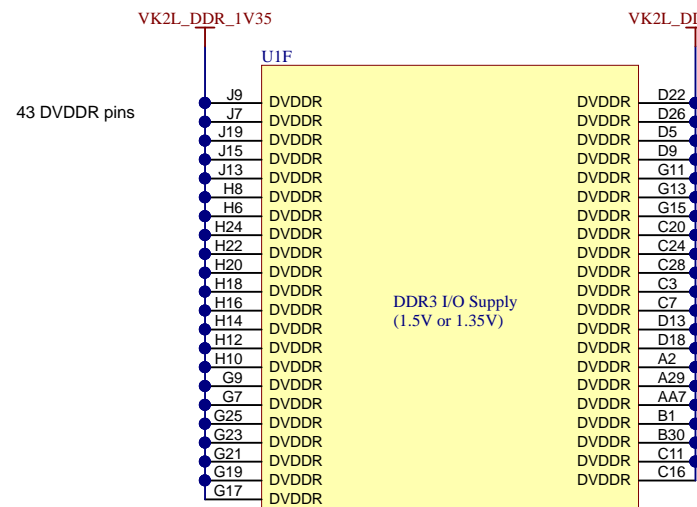 VK2L_DDR_1V35
VK2L_D
U1F
43 DVDDR pins
J9 DVDDR DVDDR D22
J7 DVDDR DVDDR D26
J19 DVDDR DVDDR D5
J15 DVDDR DVDDR D9
J13 DVDDR DVDDR G11
H8 DVDDR DVDDR G13
H6 DVDDR DVDDR G15
H24 DVDDR DVDDR C20
H22 DVDDR DVDDR C24
H20 DVDDR DVDDR C28
H18 DVDDR DVDDR C3
H16 DVDDR DDR3 I/O Supply DVDDR C7
H14 DVDDR (1.5V or 1.35V) DVDDR D13
H12 DVDDR DVDDR D18
H10 DVDDR DVDDR A2
G9 DVDDR DVDDR A29
G7 DVDDR DVDDR AA7
G25 DVDDR DVDDR B1
G23 DVDDR DVDDR B30
G21 DVDDR DVDDR C11
G19 DVDDR DVDDR C16
G17 DVDDR